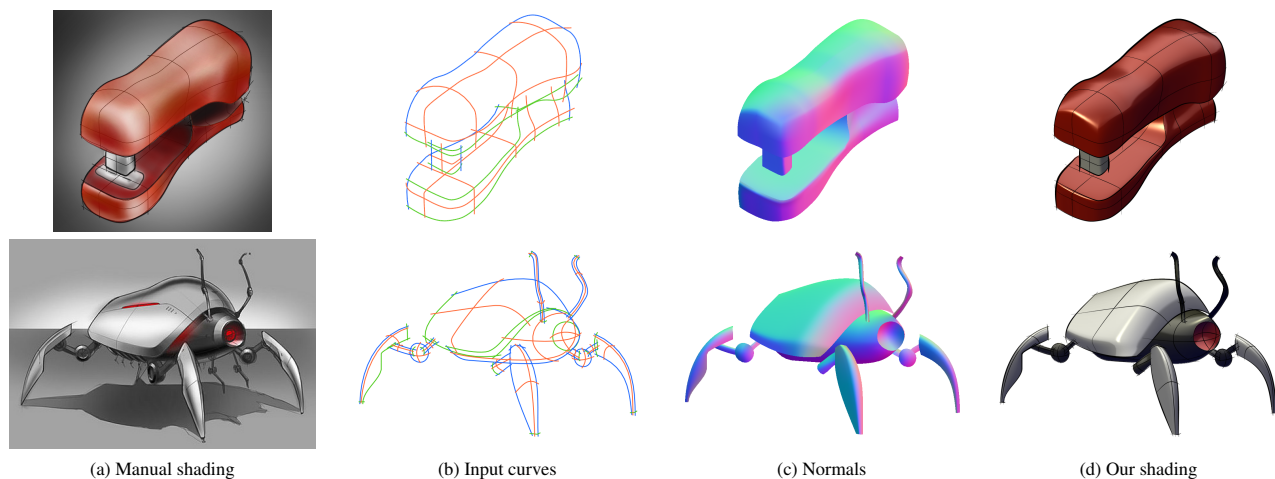 (a) Manual shading
(b) Input curves
(c) Normals
(d) Our shading